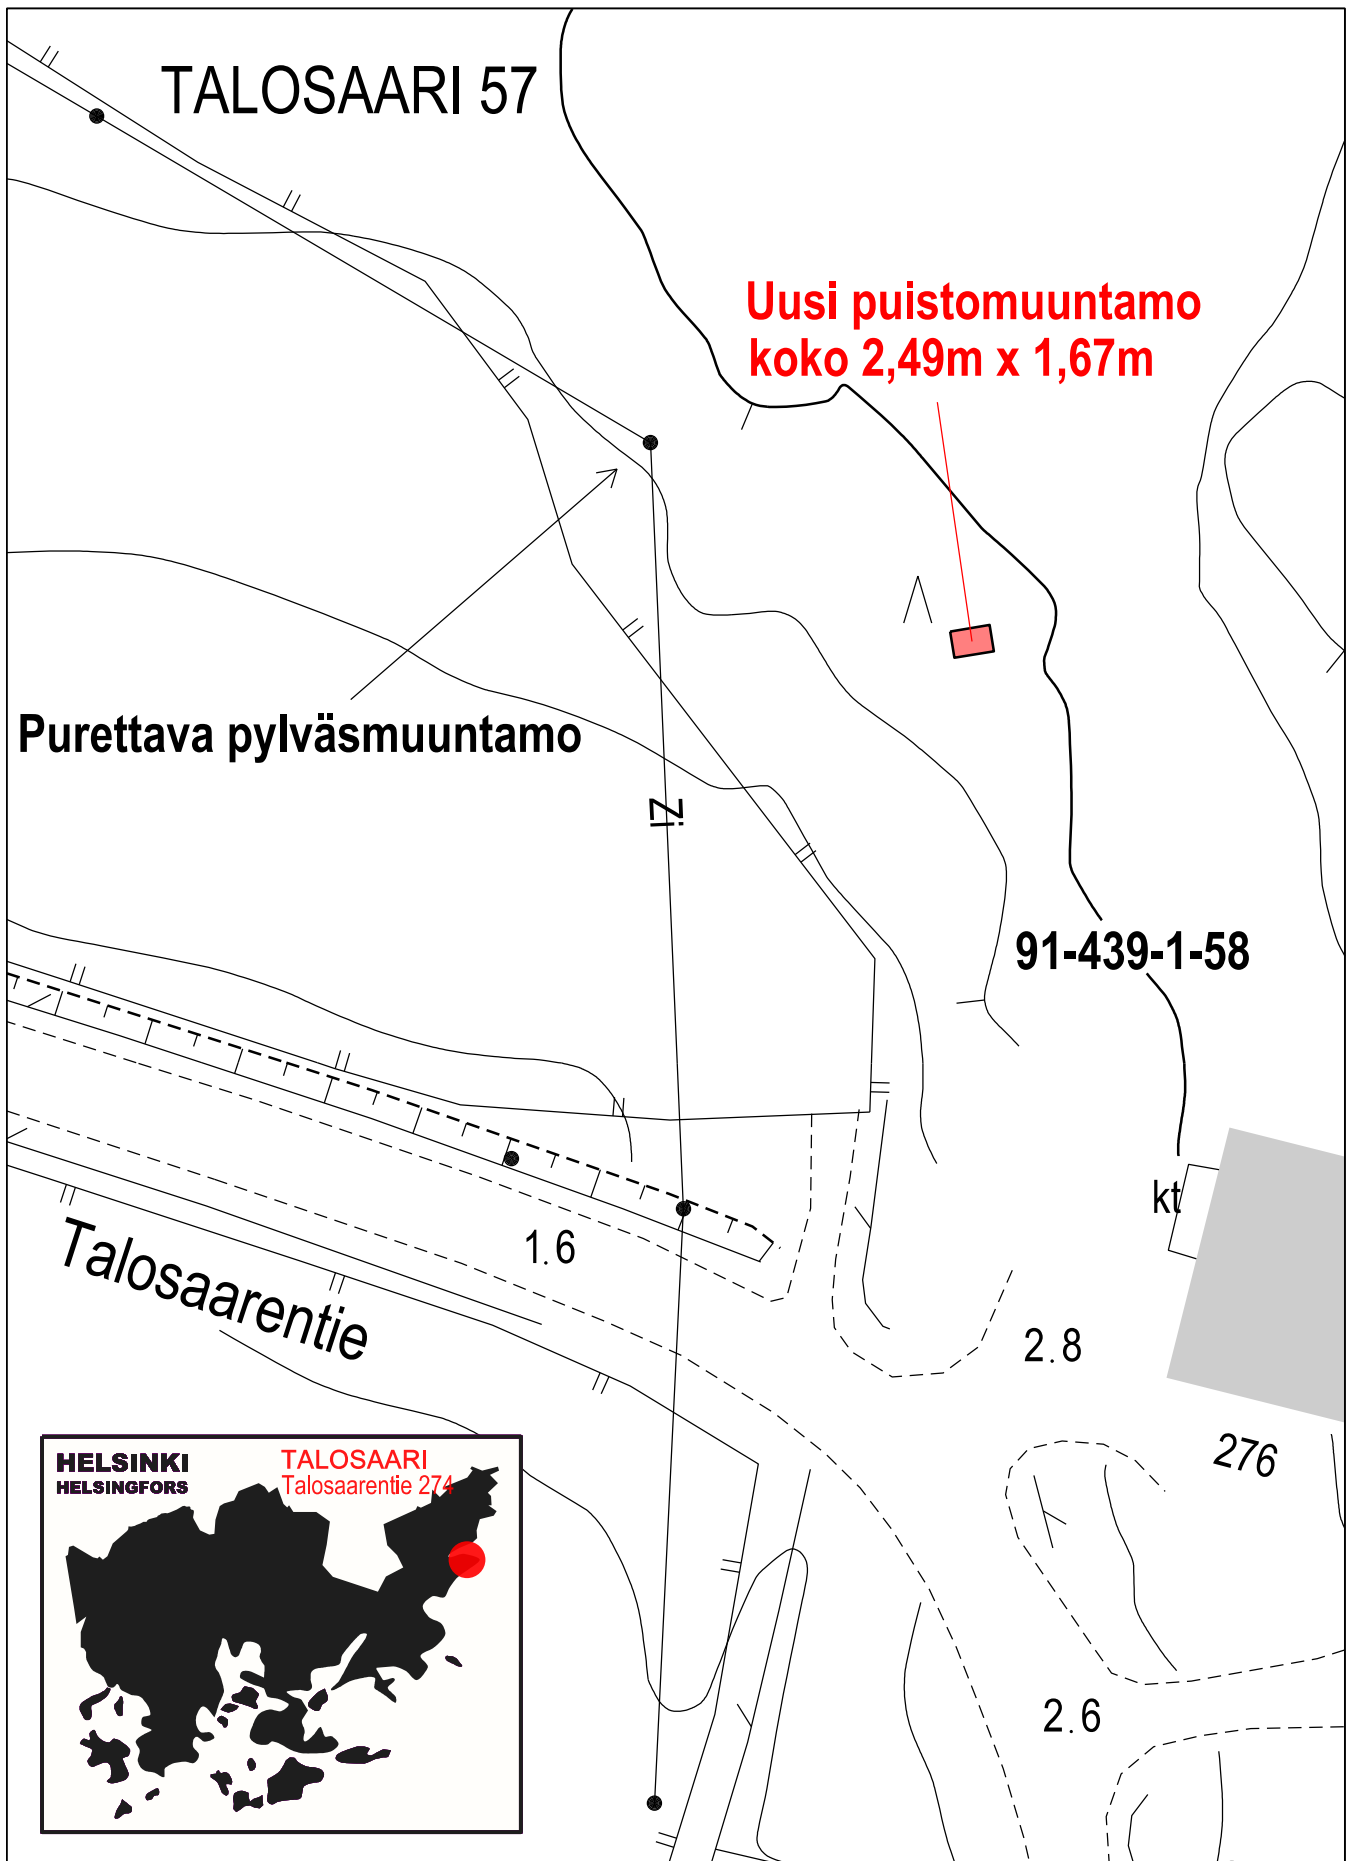 TALOSAARI 57
Uusi puistomuuntamo
koko 2,49m x 1,67m
Purettava pylväsmuuntamo
Zi
91-439-1-58
kt
1.6
Talosaarentie
2.8
276
HELSINKI
HELSINGFORS
TALOSAARI
Talosaarentie 274
2.6